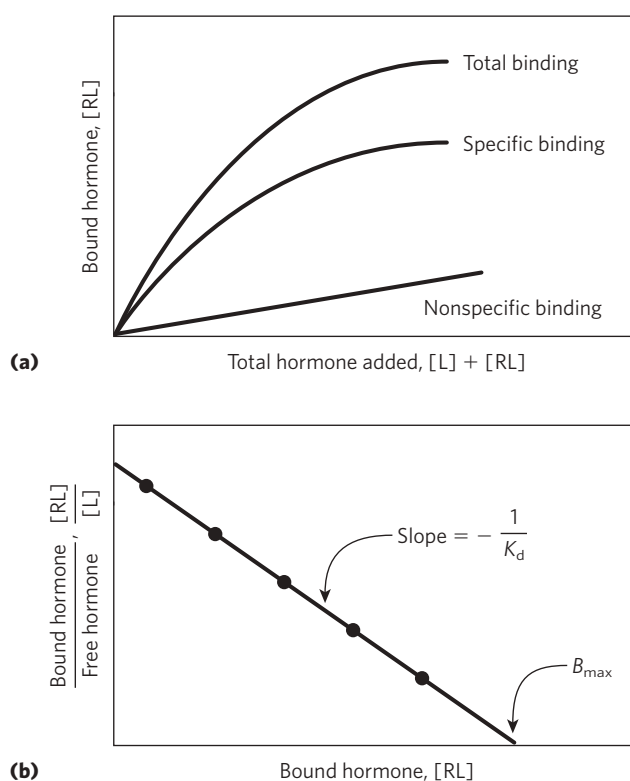 Bound hormone, [RL]
Total binding
Specific binding
Nonspecific binding
(a)
Total hormone added, [L] + [RL]
Bound hormone / Free hormone, [RL] / [L]
Slope = - 1 / Kd
Bmax
(b)
Bound hormone, [RL]